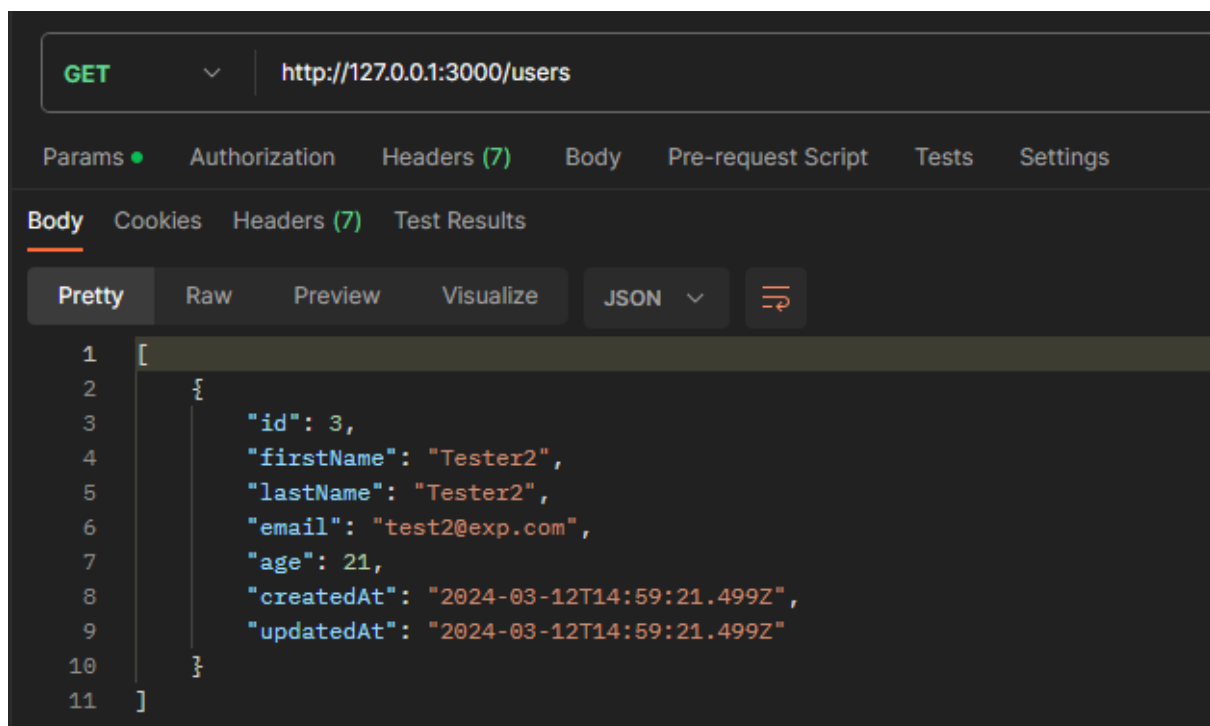 GET http://127.0.0.1:3000/users
Params Authorization Headers (7) Body Pre-request Script Tests Settings
Body Cookies Headers (7) Test Results
Pretty Raw Preview Visualize JSON
1 [
2 {
3 "id": 3,
4 "firstName": "Tester2",
5 "lastName": "Tester2",
6 "email": "test2@exp.com",
7 "age": 21,
8 "createdAt": "2024-03-12T14:59:21.499Z",
9 "updatedAt": "2024-03-12T14:59:21.499Z"
10 }
11 ]